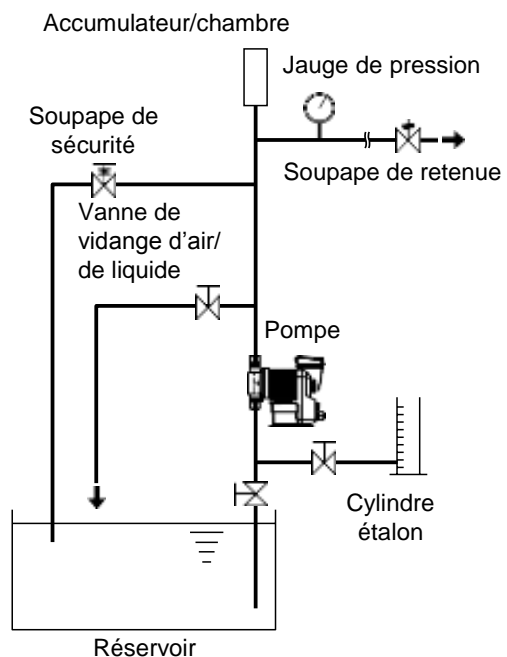 Accumulateur/chambre
Jauge de pression
Soupape de
sécurité
Soupape de retenue
Vanne de
vidange d'air/
de liquide
Pompe
Cylindre
étalon
Réservoir